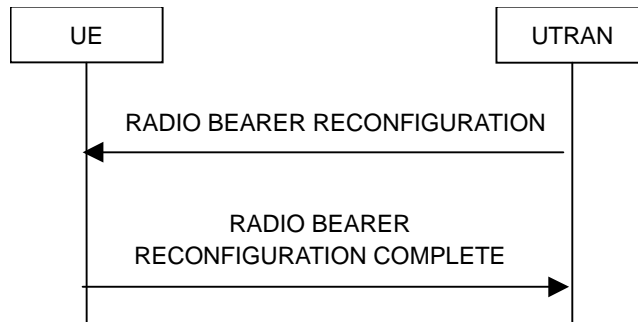 UE
UTRAN
RADIO BEARER RECONFIGURATION
RADIO BEARER
RECONFIGURATION COMPLETE